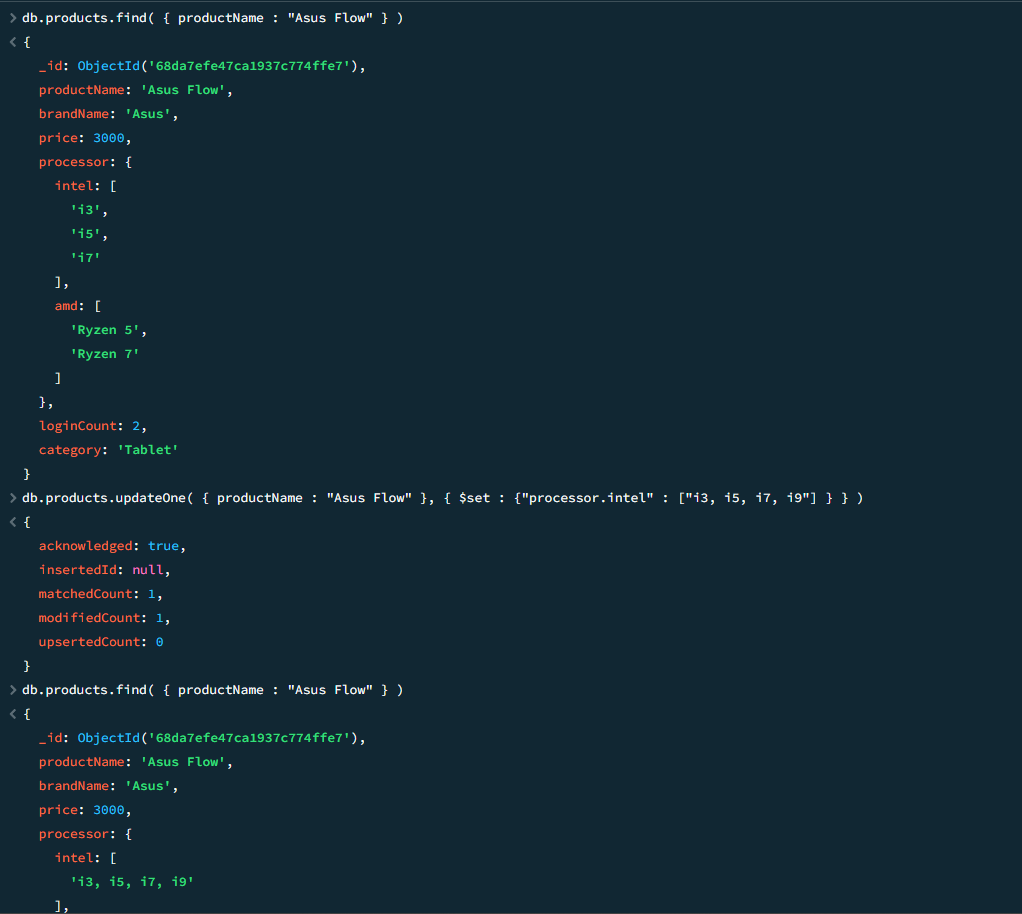 > db.products.find( { productName : "Asus Flow" } )
< {
_id: ObjectId('68da7efe47ca1937c774ffe7'),
productName: 'Asus Flow',
brandName: 'Asus',
price: 3000,
processor: {
intel: [
'i3',
'i5',
'i7'
],
amd: [
'Ryzen 5',
'Ryzen 7'
]
},
loginCount: 2,
category: 'Tablet'
}
> db.products.updateOne( { productName : "Asus Flow" }, { $set : {"processor.intel" : ["i3, i5, i7, i9"] } } )
< {
acknowledged: true,
insertedId: null,
matchedCount: 1,
modifiedCount: 1,
upsertedCount: 0
}
> db.products.find( { productName : "Asus Flow" } )
< {
_id: ObjectId('68da7efe47ca1937c774ffe7'),
productName: 'Asus Flow',
brandName: 'Asus',
price: 3000,
processor: {
intel: [
'i3, i5, i7, i9'
],